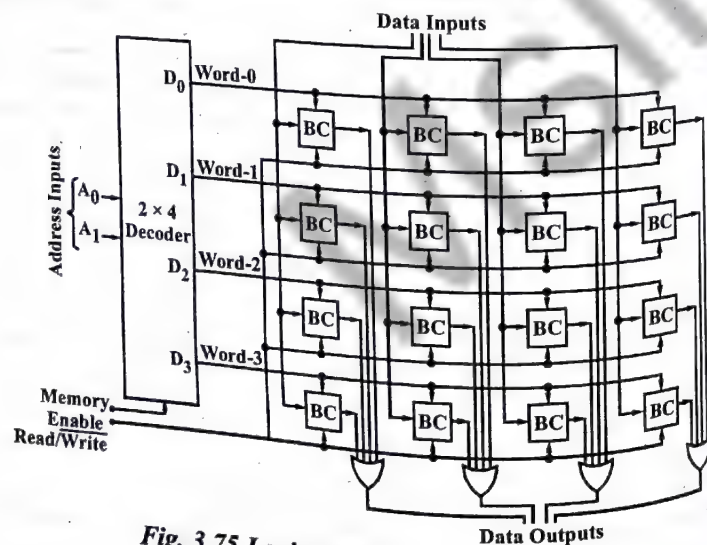 Data Inputs
D0 Word-0
BC BC BC BC
D1 Word-1
Address Inputs
A0
A1
2 × 4
Decoder
BC BC BC BC
D2 Word-2
BC BC BC BC
D3 Word-3
BC BC BC BC
Memory
Enable
Read/Write
Data Outputs
Fig. 3.75